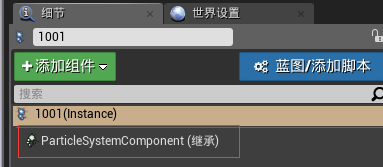 细节 世界设置
1001
添加组件 蓝图/添加脚本
搜索
1001(Instance)
ParticleSystemComponent (继承)